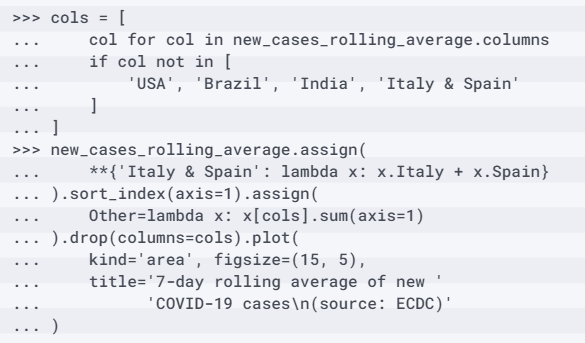 >>> cols = [
...     col for col in new_cases_rolling_average.columns
...     if col not in [
...         'USA', 'Brazil', 'India', 'Italy & Spain'
...     ]
... ]
>>> new_cases_rolling_average.assign(
...     **{'Italy & Spain': lambda x: x.Italy + x.Spain}
... ).sort_index(axis=1).assign(
...     Other=lambda x: x[cols].sum(axis=1)
... ).drop(columns=cols).plot(
...     kind='area', figsize=(15, 5),
...     title='7-day rolling average of new '
...           'COVID-19 cases\n(source: ECDC)'
... )